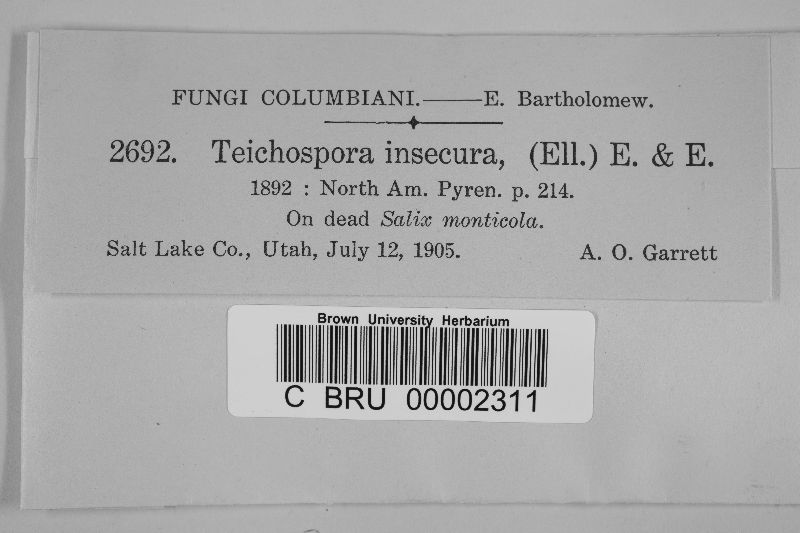 FUNGI COLUMBIANI.——E. Bartholomew.
2692. Teichospora insecura, (Ell.) E. & E.
1892 : North Am. Pyren. p. 214.
On dead Salix monticola.
Salt Lake Co., Utah, July 12, 1905. A. O. Garrett
Brown University Herbarium
C BRU 00002311